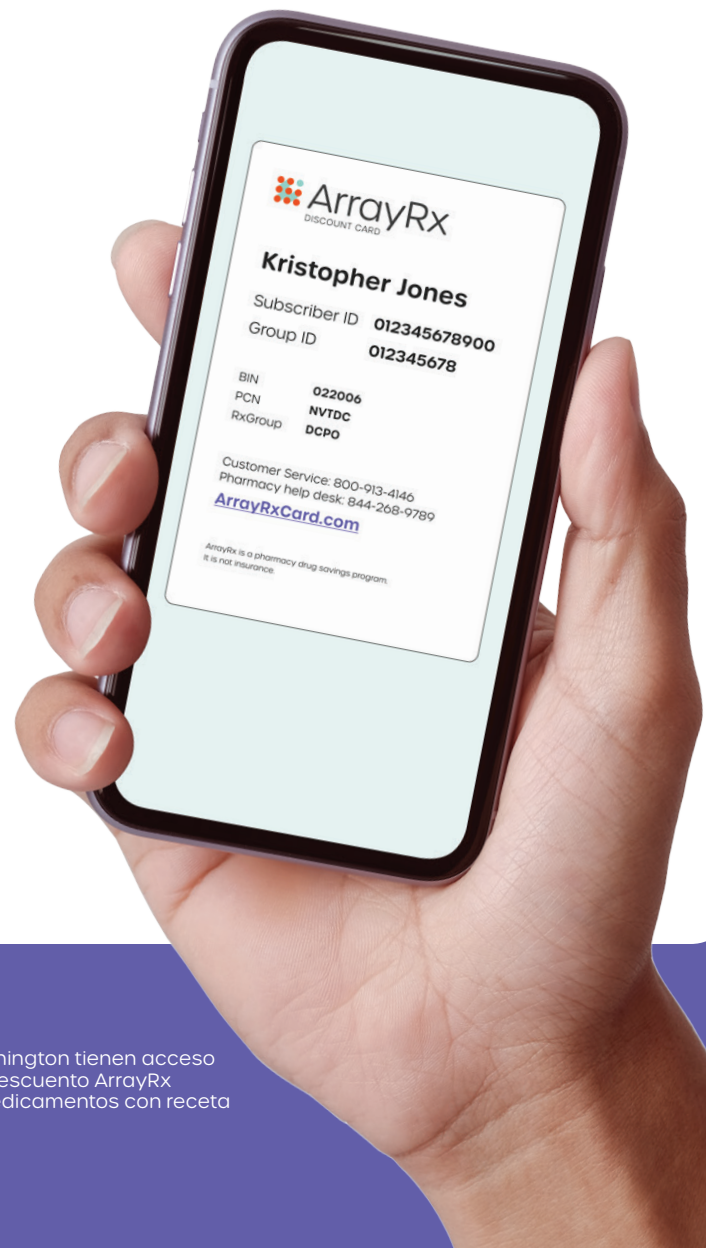 ArrayRx
DISCOUNT CARD
Kristopher Jones
Subscriber ID 012345678900
Group ID 012345678
BIN 022006
PCN NVTDC
RxGroup DCPO
Customer Service: 800-913-4146
Pharmacy help desk: 844-268-9789
ArrayRxCard.com
ArrayRx is a pharmacy drug savings program.
It is not insurance.
hington tienen acceso
escuento ArrayRx
edicamentos con receta